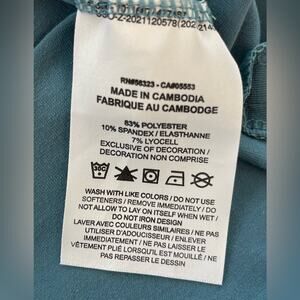 RN#56323 - CA#05553
MADE IN CAMBODIA
FABRIQUE AU CAMBODGE
83% POLYESTER
10% SPANDEX / ELASTHANNE
7% LYOCELL
EXCLUSIVE OF DECORATION /
DECORATION NON COMPRISE
WASH WITH LIKE COLORS / DO NOT USE
SOFTENERS / REMOVE IMMEDIATELY / DO
NOT ALLOW TO LAY ON ITSELF WHEN WET /
DO NOT IRON DESIGN
LAVER AVEC COULEURS SIMILAIRES / NE PAS
UTILISER D'ADOUCISSANT / ENLEVER
IMMEDIATEMENT / NE PAS LAISSER LE
VÊTEMENT PLIÉ LORSQU'IL EST MOUILLÉ / NE
PAS REPASSER LE DESSIN